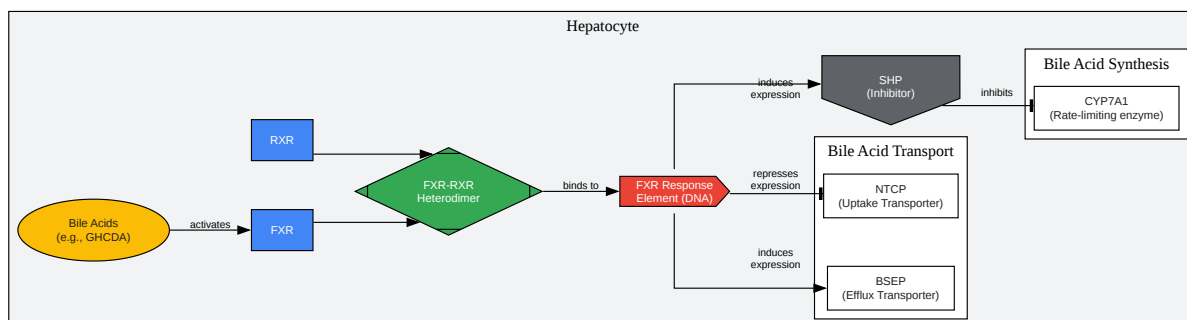 Hepatocyte
Bile Acids
(e.g., GHCDA)
activates
RXR
FXR
FXR-RXR
Heterodimer
binds to
FXR Response
Element (DNA)
induces
expression
SHP
(Inhibitor)
inhibits
Bile Acid Synthesis
CYP7A1
(Rate-limiting enzyme)
represses
expression
Bile Acid Transport
NTCP
(Uptake Transporter)
induces
expression
BSEP
(Efflux Transporter)